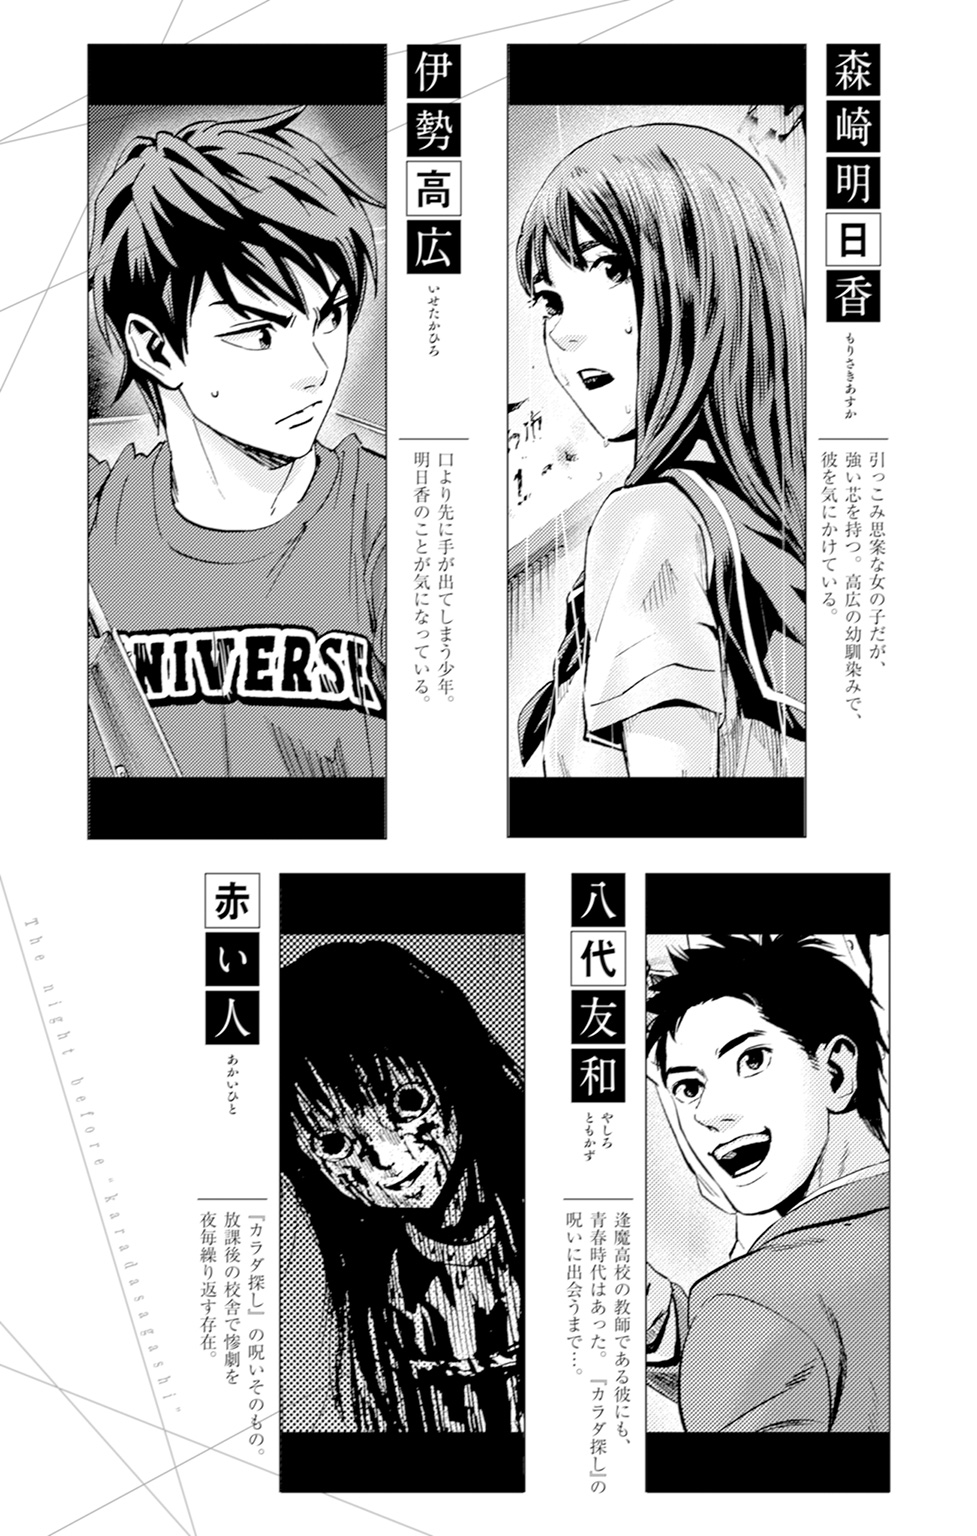 森崎明日香
もりさきあすか
引っこみ思案な女の子だが、
強い芯を持つ。高広の幼馴染みで、
彼を気にかけている。
伊勢高広
いせたかひろ
口より先に手が出てしまう少年。
明日香のことが気になっている。
UNIVERSE
八代友和
やしろ
ともかず
逢魔高校の教師である彼にも、
青春時代はあった。『カラダ探し』の
呪いに出会うまで…。
赤い人
あかいひと
『カラダ探し』の呪いそのもの。
放課後の校舎で惨劇を
夜毎繰り返す存在。
The night before "karadasagashi"